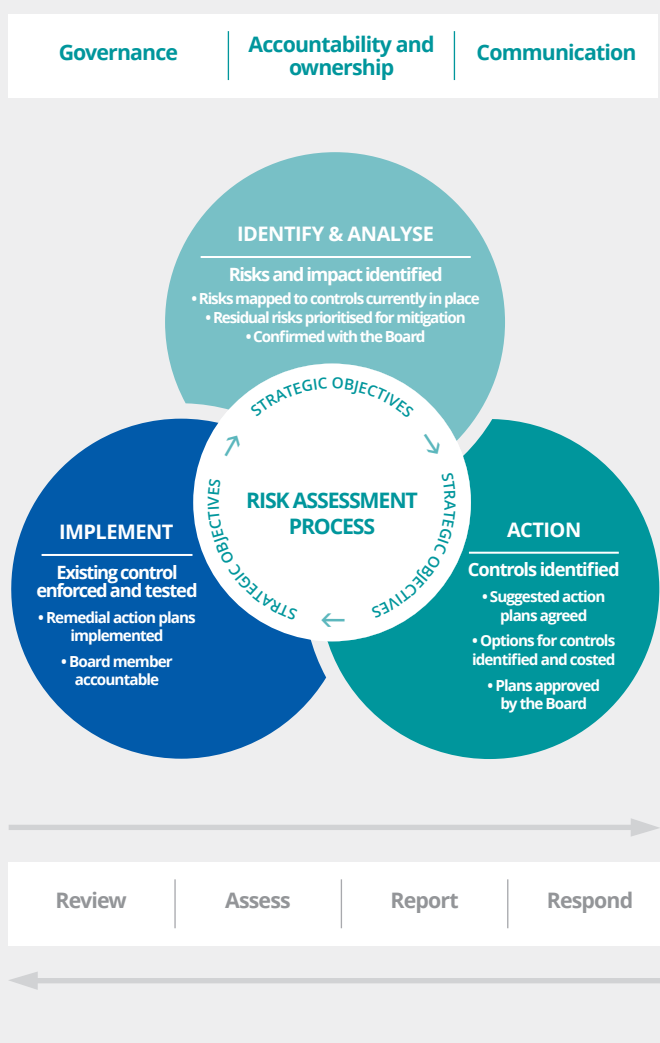 Governance
Accountability and
ownership
Communication
IDENTIFY & ANALYSE
Risks and impact identified
• Risks mapped to controls currently in place
• Residual risks prioritised for mitigation
• Confirmed with the Board
STRATEGIC OBJECTIVES
STRATEGIC OBJECTIVES
STRATEGIC OBJECTIVES
RISK ASSESSMENT
PROCESS
IMPLEMENT
Existing control
enforced and tested
• Remedial action plans
implemented
• Board member
accountable
ACTION
Controls identified
• Suggested action
plans agreed
• Options for controls
identified and costed
• Plans approved
by the Board
Review
Assess
Report
Respond